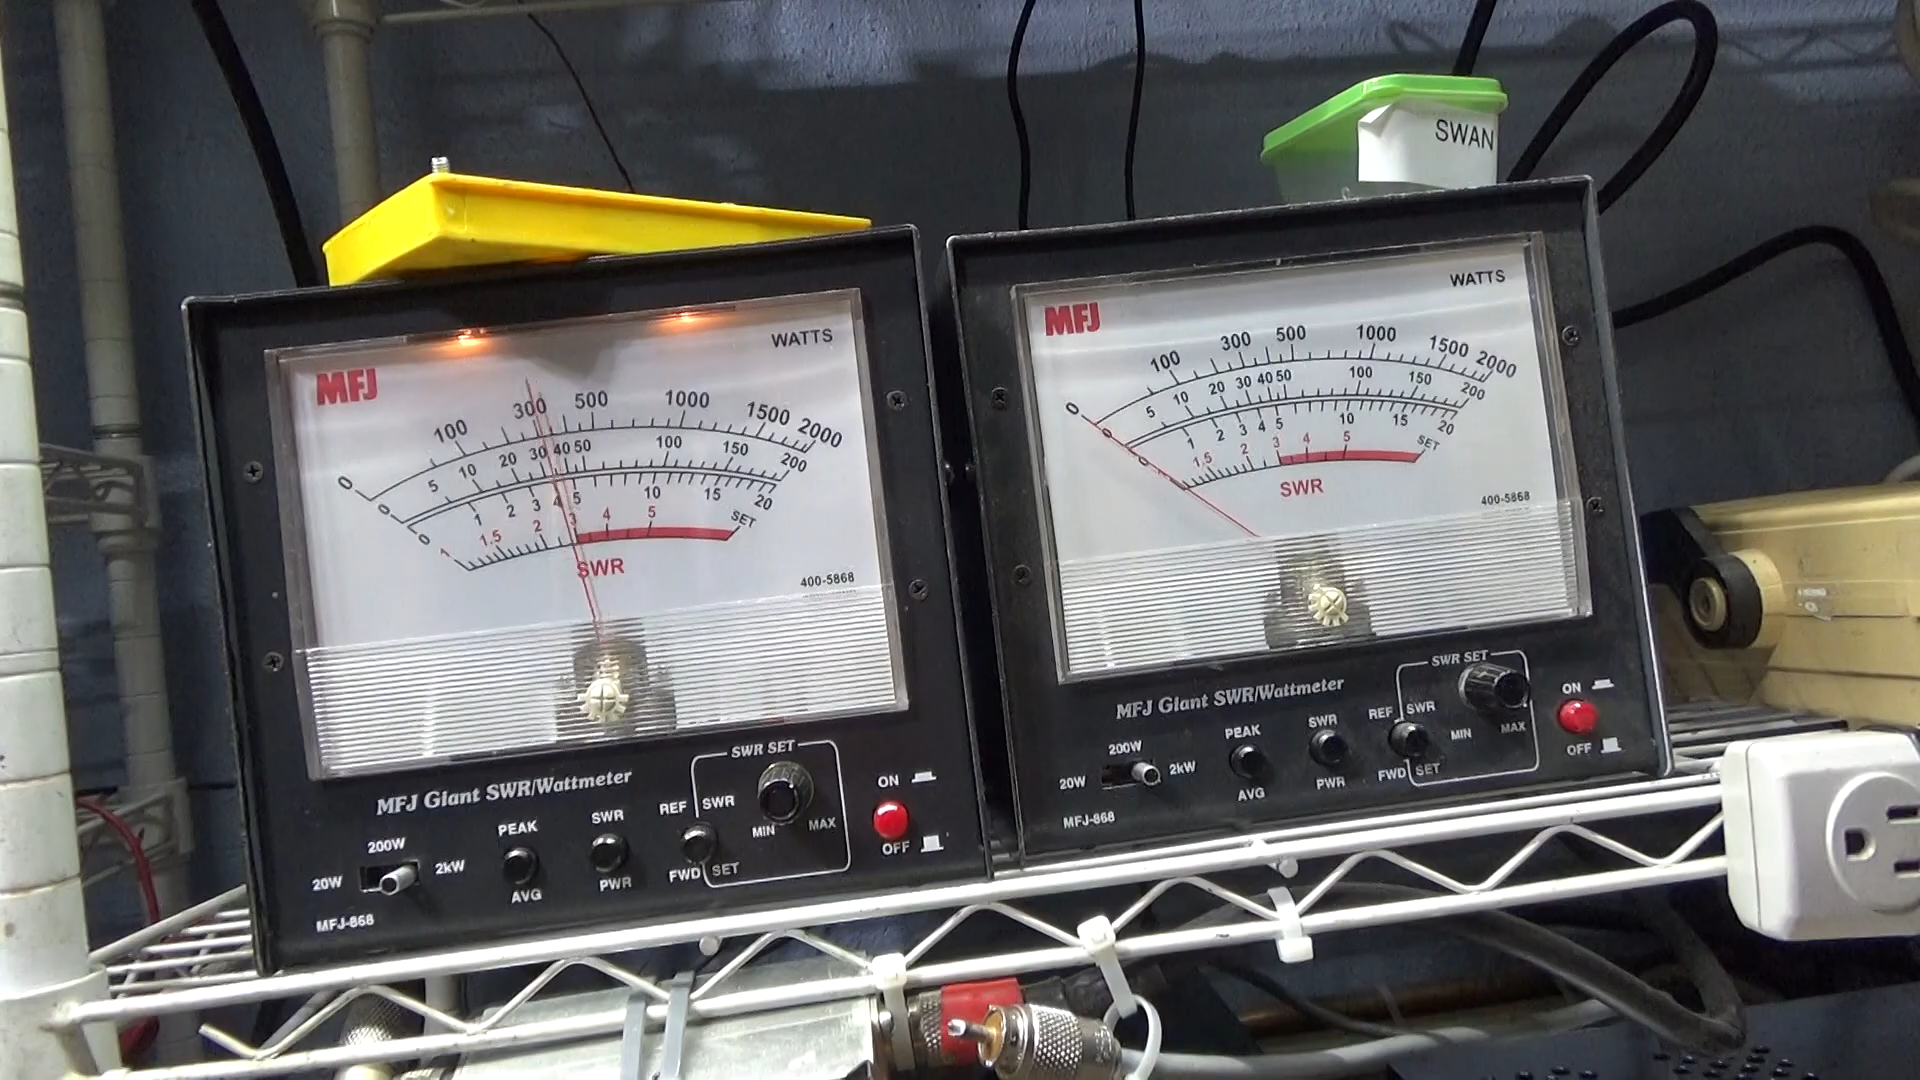 SWAN
MFJ
WATTS
0 100 300 500 1000 1500 2000
0 5 10 20 30 40 50 100 150 200
0 1 2 3 4 5 10 15 20
1 1.5 2 3 4 5 SET
SWR
400-5868
MFJ Giant SWR/Wattmeter
SWR SET
200W
20W 2kW
PEAK
AVG
SWR
PWR
REF SWR
FWD SET
MIN MAX
ON
OFF
MFJ-868
MFJ
WATTS
0 100 300 500 1000 1500 2000
0 5 10 20 30 40 50 100 150 200
0 1 2 3 4 5 10 15 20
1.5 2 3 4 5 SET
SWR
400-5868
MFJ Giant SWR/Wattmeter
SWR SET
200W
20W 2kW
PEAK
AVG
SWR
PWR
REF SWR
FWD SET
MIN MAX
ON
OFF
MFJ-868